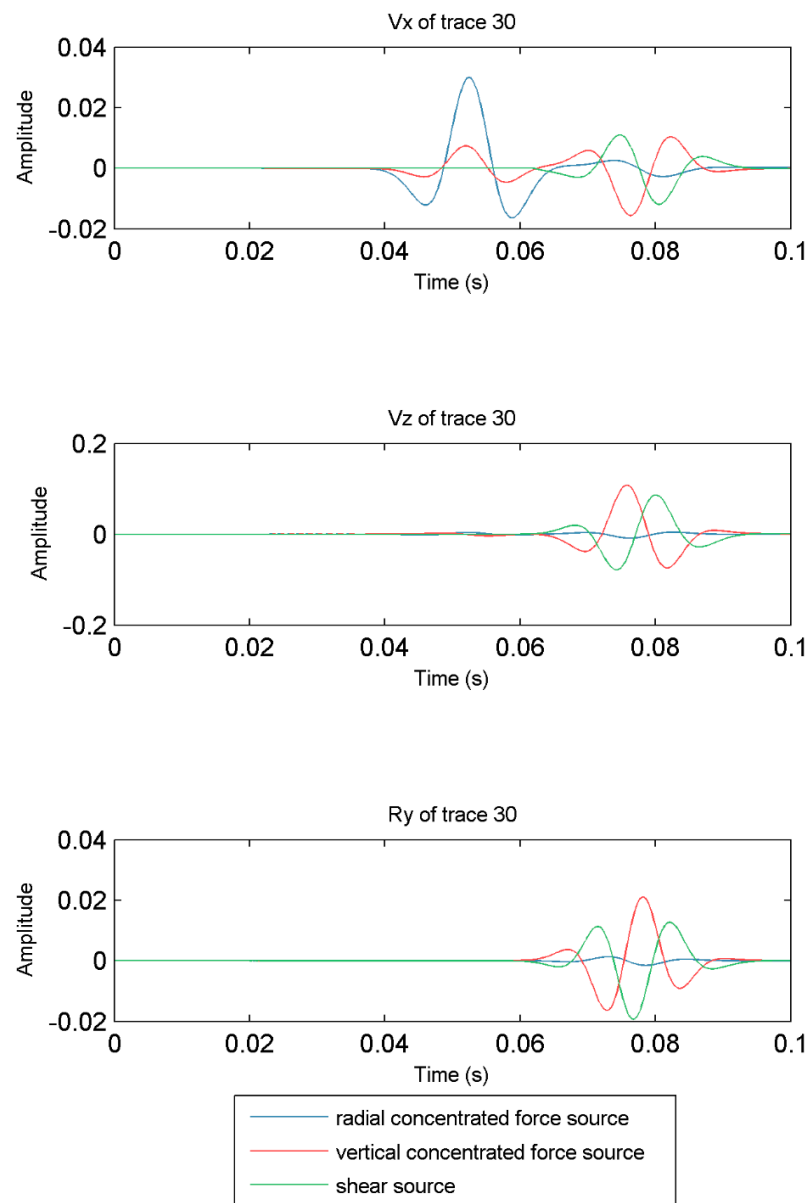 Vx of trace 30
0.04
0.02
0
-0.02
Amplitude
0 0.02 0.04 0.06 0.08 0.1
Time (s)
Vz of trace 30
0.2
0
-0.2
Amplitude
0 0.02 0.04 0.06 0.08 0.1
Time (s)
Ry of trace 30
0.04
0.02
0
-0.02
Amplitude
0 0.02 0.04 0.06 0.08 0.1
Time (s)
radial concentrated force source
vertical concentrated force source
shear source